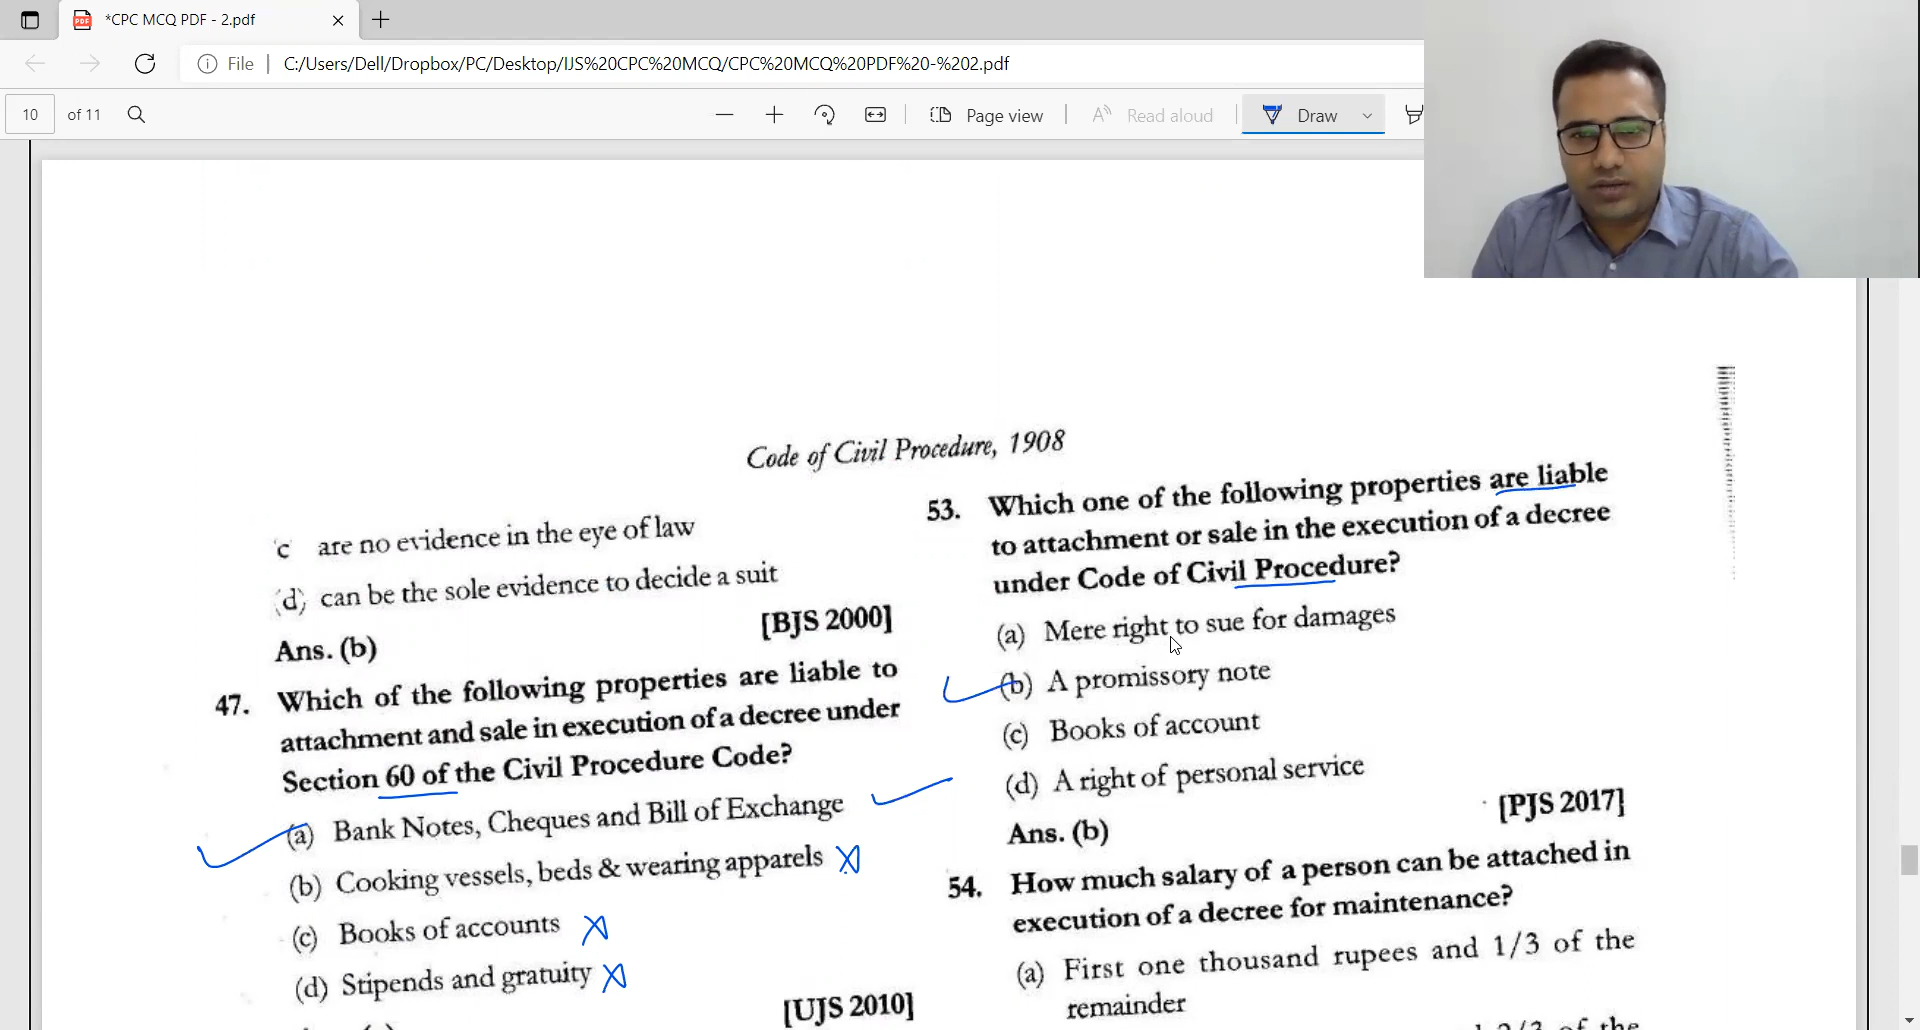 *CPC MCQ PDF - 2.pdf
File
C:/Users/Dell/Dropbox/PC/Desktop/IJS%20CPC%20MCQ/CPC%20MCQ%20PDF%20-%202.pdf
10 of 11
Page view
Read aloud
Draw
Code of Civil Procedure, 1908
c are no evidence in the eye of law
(d) can be the sole evidence to decide a suit
[BJS 2000]
Ans. (b)
47. Which of the following properties are liable to
attachment and sale in execution of a decree under
Section 60 of the Civil Procedure Code?
(a) Bank Notes, Cheques and Bill of Exchange
(b) Cooking vessels, beds & wearing apparels
(c) Books of accounts
(d) Stipends and gratuity
[UJS 2010]
53. Which one of the following properties are liable
to attachment or sale in the execution of a decree
under Code of Civil Procedure?
(a) Mere right to sue for damages
(b) A promissory note
(c) Books of account
(d) A right of personal service
[PJS 2017]
Ans. (b)
54. How much salary of a person can be attached in
execution of a decree for maintenance?
(a) First one thousand rupees and 1/3 of the
remainder